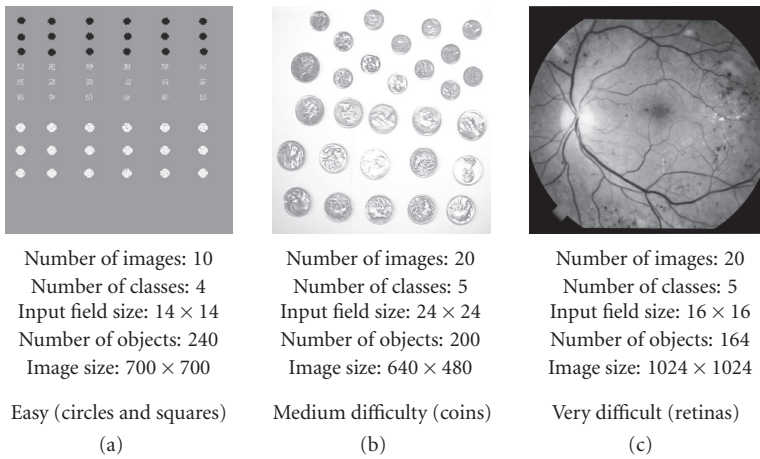 Number of images: 10
Number of classes: 4
Input field size: 14 × 14
Number of objects: 240
Image size: 700 × 700
Easy (circles and squares)
(a)
Number of images: 20
Number of classes: 5
Input field size: 24 × 24
Number of objects: 200
Image size: 640 × 480
Medium difficulty (coins)
(b)
Number of images: 20
Number of classes: 5
Input field size: 16 × 16
Number of objects: 164
Image size: 1024 × 1024
Very difficult (retinas)
(c)